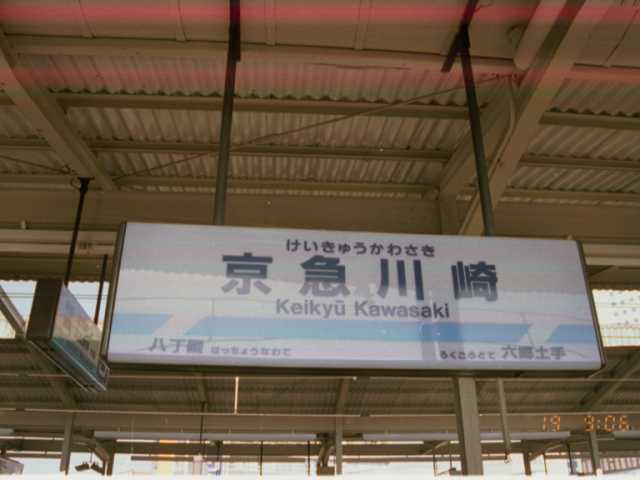 けいきゅうかわさき
京急川崎
Keikyū Kawasaki
八丁畷 はっちょうなわて
ろくごうどて 六郷土手
19 9:06